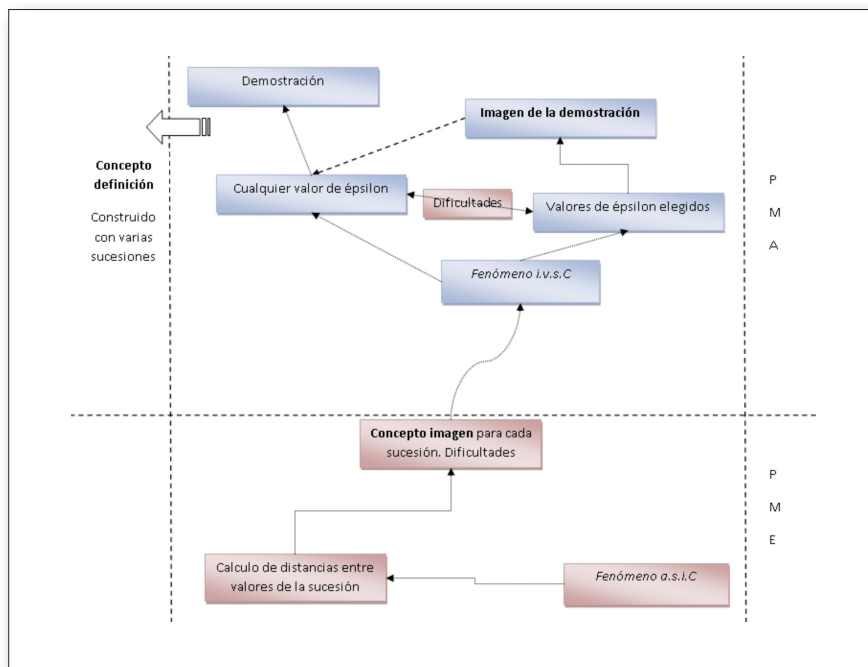 Demostración
Imagen de la demostración
Concepto
definición
Construido
con varias
sucesiones
Cualquier valor de épsilon
Dificultades
Valores de épsilon elegidos
Fenómeno i.v.s.C
P
M
A
Concepto imagen para cada
sucesión. Dificultades
Calculo de distancias entre
valores de la sucesión
Fenómeno a.s.i.C
P
M
E